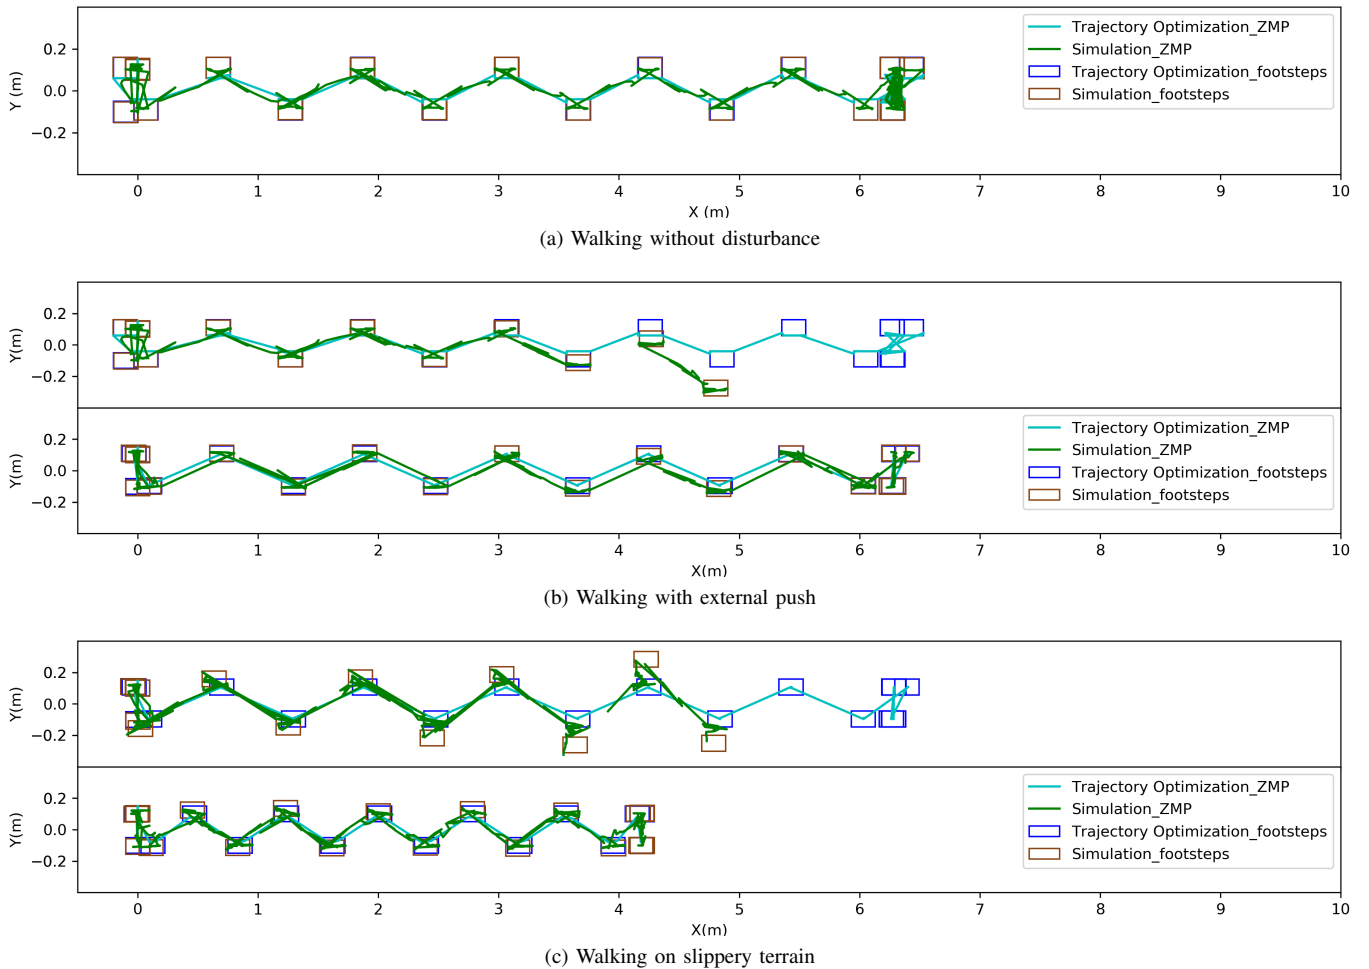 0.2
0.0
−0.2
Y (m)
Trajectory Optimization_ZMP
Simulation_ZMP
Trajectory Optimization_footsteps
Simulation_footsteps
0 1 2 3 4 5 6 7 8 9 10
X (m)
(a) Walking without disturbance
0.2
0.0
−0.2
Y(m)
0.2
0.0
−0.2
Y(m)
Trajectory Optimization_ZMP
Simulation_ZMP
Trajectory Optimization_footsteps
Simulation_footsteps
0 1 2 3 4 5 6 7 8 9 10
X(m)
(b) Walking with external push
0.2
0.0
−0.2
Y(m)
0.2
0.0
−0.2
Y(m)
Trajectory Optimization_ZMP
Simulation_ZMP
Trajectory Optimization_footsteps
Simulation_footsteps
0 1 2 3 4 5 6 7 8 9 10
X(m)
(c) Walking on slippery terrain